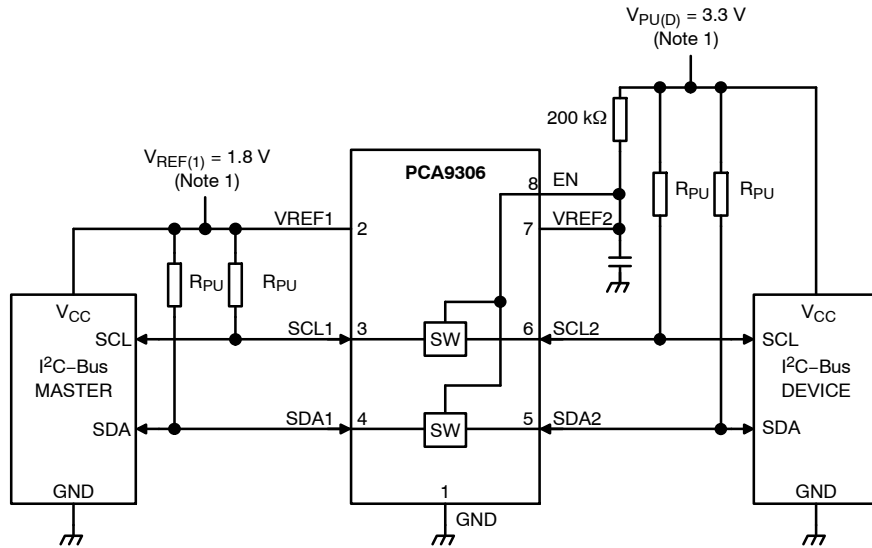 V_PU(D) = 3.3 V
(Note 1)
200 kΩ
V_REF(1) = 1.8 V
(Note 1)
PCA9306
8 EN
R_PU R_PU
VREF1 2
7 VREF2
R_PU R_PU
V_CC
V_CC
SCL SCL1 3 SW 6 SCL2 SCL
I²C−Bus
MASTER
I²C−Bus
DEVICE
SDA SDA1 4 SW 5 SDA2 SDA
GND
1
GND
GND